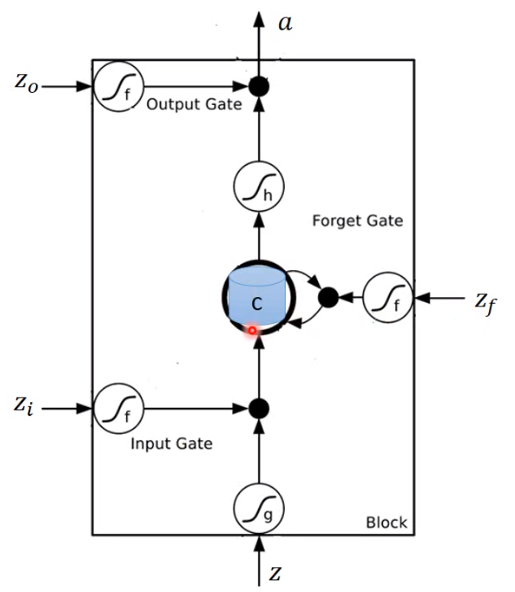 a
z_o
f
Output Gate
h
Forget Gate
c
f
z_f
z_i
f
Input Gate
g
Block
z